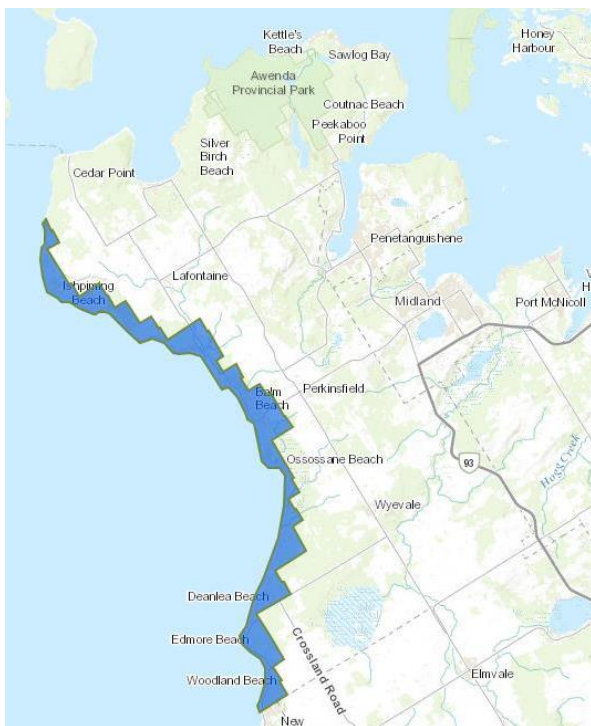 Kettle's
Beach
Honey
Harbour
Sawlog Bay
Awenda
Provincial Park
Coutnac Beach
Peekaboo
Point
Silver
Birch
Beach
Cedar Point
Penetanguishene
Lafontaine
Ishpiming
Beach
Midland
Port McNicoll
Perkinsfield
Balm
Beach
Ossossane Beach
93
Hogg Creek
Wyevale
Deanlea Beach
Edmore Beach
Crossland Road
Woodland Beach
Elmvale
New